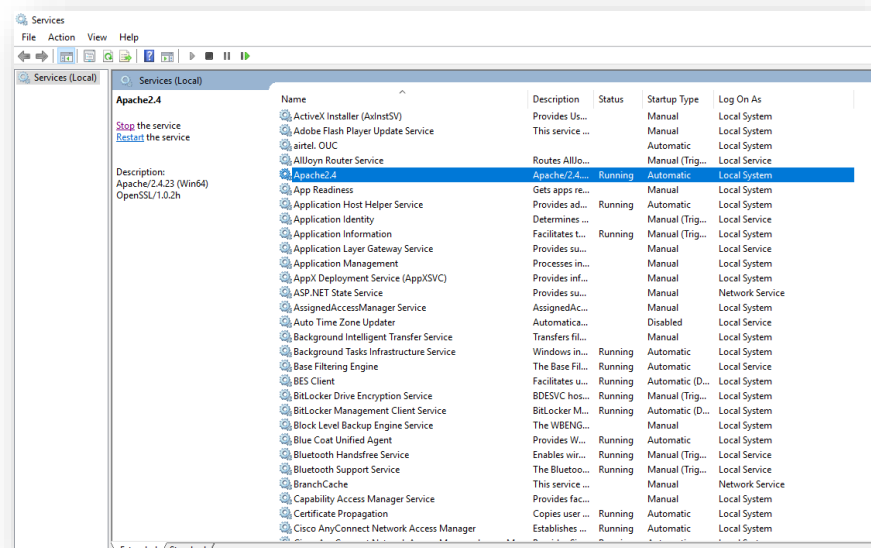 Services
File Action View Help
Services (Local)
Services (Local)
Apache2.4
Stop the service
Restart the service
Description:
Apache/2.4.23 (Win64)
OpenSSL/1.0.2h
Name Description Status Startup Type Log On As
ActiveX Installer (AxInstSV) Provides Us... Manual Local System
Adobe Flash Player Update Service This service ... Manual Local System
airtel. OUC Automatic Local System
AllJoyn Router Service Routes AllJo... Manual (Trig... Local Service
Apache2.4 Apache/2.4.... Running Automatic Local System
App Readiness Gets apps re... Manual Local System
Application Host Helper Service Provides ad... Running Automatic Local System
Application Identity Determines ... Manual (Trig... Local Service
Application Information Facilitates t... Running Manual (Trig... Local System
Application Layer Gateway Service Provides su... Manual Local Service
Application Management Processes in... Manual Local System
AppX Deployment Service (AppXSVC) Provides inf... Manual Local System
ASP.NET State Service Provides su... Manual Network Service
AssignedAccessManager Service AssignedAc... Manual Local System
Auto Time Zone Updater Automatica... Disabled Local Service
Background Intelligent Transfer Service Transfers fil... Manual Local System
Background Tasks Infrastructure Service Windows in... Running Automatic Local System
Base Filtering Engine The Base Fil... Running Automatic Local Service
BES Client Facilitates u... Running Automatic (D... Local System
BitLocker Drive Encryption Service BDESVC hos... Running Manual (Trig... Local System
BitLocker Management Client Service BitLocker M... Running Automatic (D... Local System
Block Level Backup Engine Service The WBENG... Manual Local System
Blue Coat Unified Agent Provides W... Running Automatic Local System
Bluetooth Handsfree Service Enables wir... Running Manual (Trig... Local Service
Bluetooth Support Service The Bluetoo... Running Manual (Trig... Local Service
BranchCache This service ... Manual Network Service
Capability Access Manager Service Provides fac... Manual Local System
Certificate Propagation Copies user ... Running Automatic Local System
Cisco AnyConnect Network Access Manager Establishes ... Running Automatic Local System